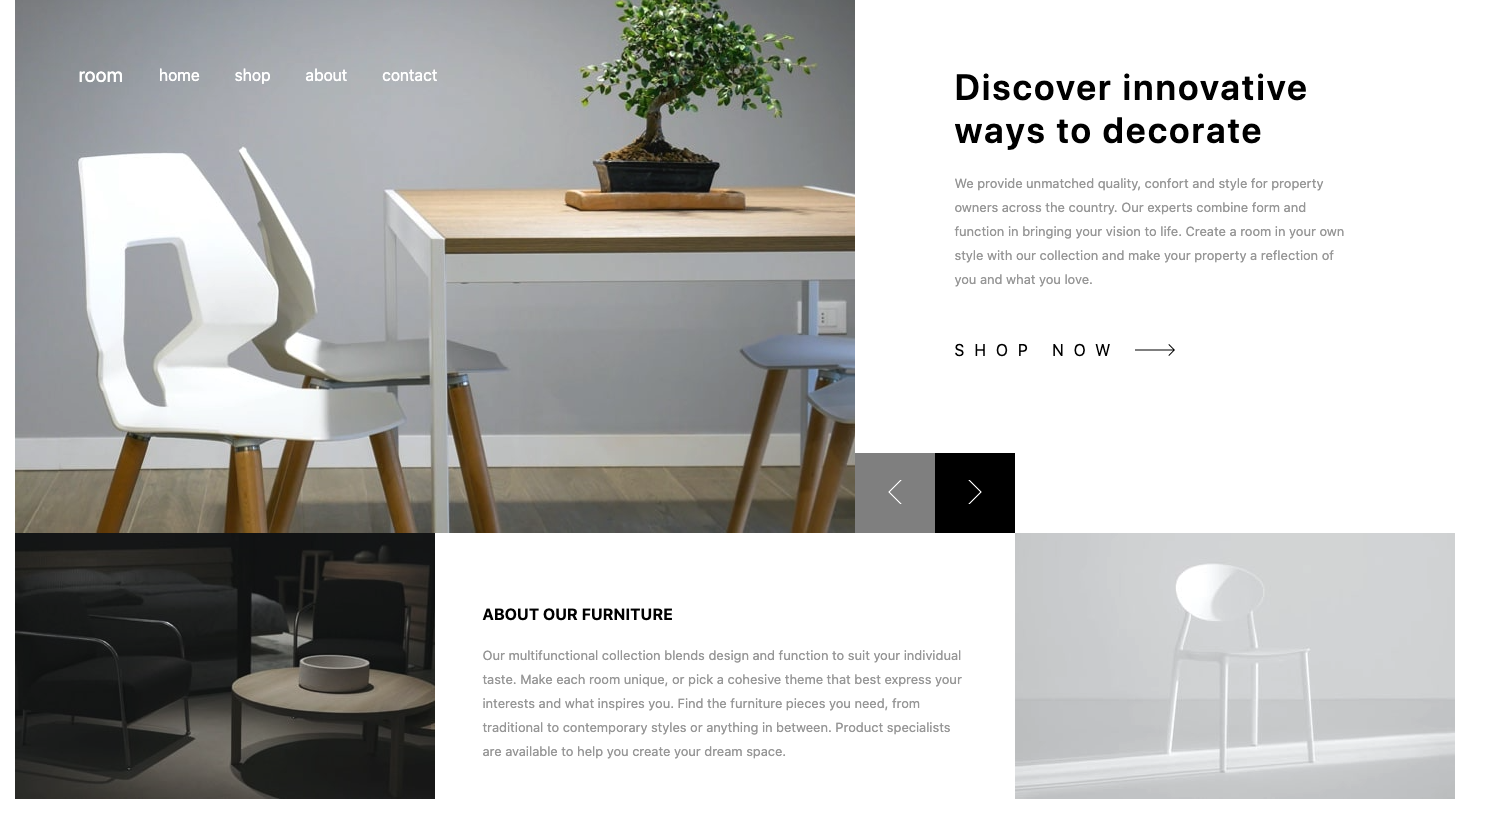 room home shop about contact
Discover innovative
ways to decorate
We provide unmatched quality, confort and style for property
owners across the country. Our experts combine form and
function in bringing your vision to life. Create a room in your own
style with our collection and make your property a reflection of
you and what you love.
SHOP NOW
ABOUT OUR FURNITURE
Our multifunctional collection blends design and function to suit your individual
taste. Make each room unique, or pick a cohesive theme that best express your
interests and what inspires you. Find the furniture pieces you need, from
traditional to contemporary styles or anything in between. Product specialists
are available to help you create your dream space.